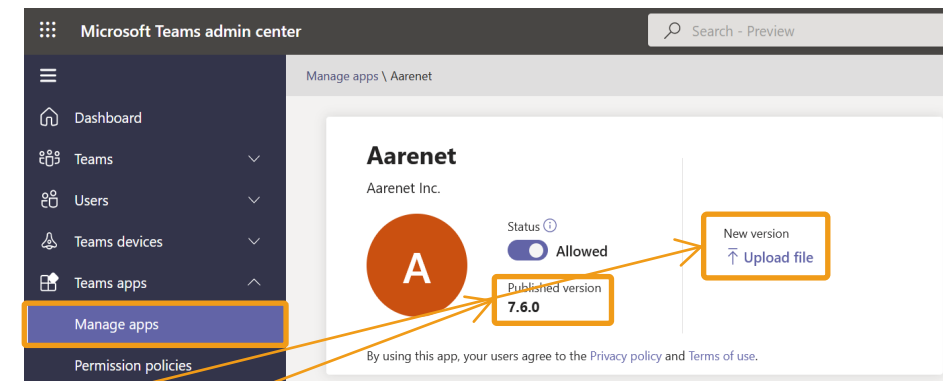 Microsoft Teams admin center
Search - Preview
Manage apps \ Aarenet
Dashboard
Teams
Users
Teams devices
Teams apps
Manage apps
Permission policies
Aarenet
Aarenet Inc.
A
Status
Allowed
Published version
7.6.0
New version
Upload file
By using this app, your users agree to the Privacy policy and Terms of use.